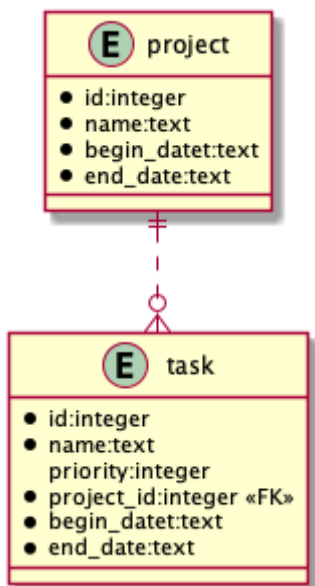 E project
id:integer
name:text
begin_datet:text
end_date:text
E task
id:integer
name:text
priority:integer
project_id:integer «FK»
begin_datet:text
end_date:text